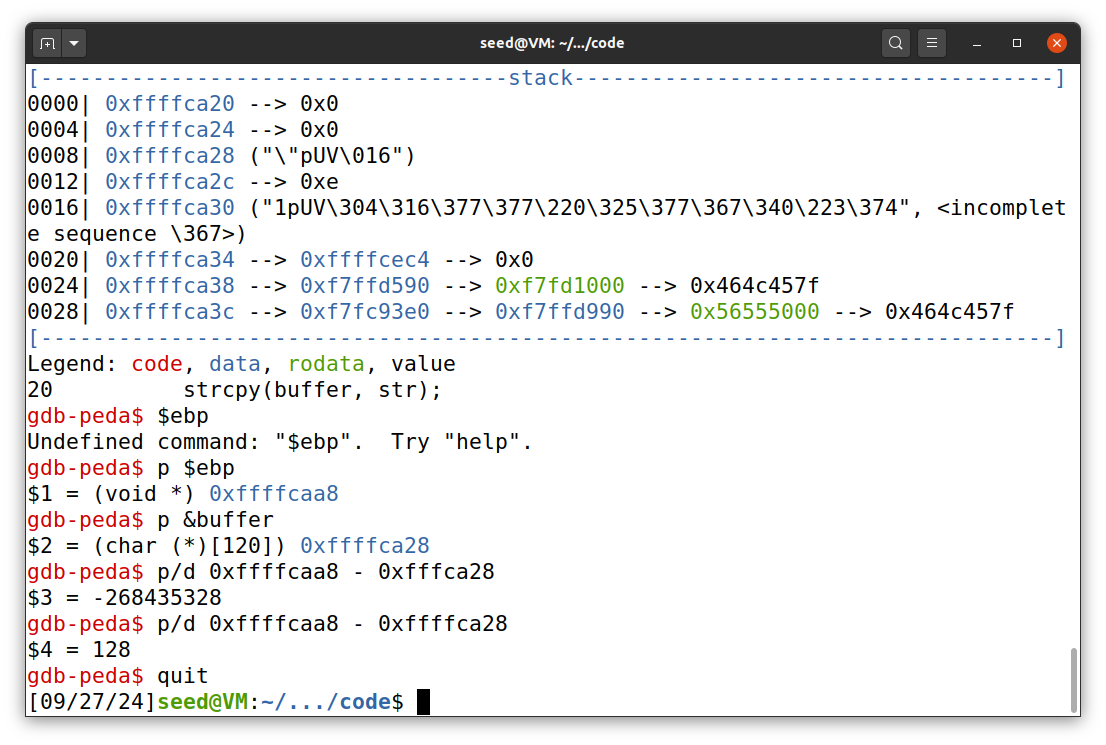 seed@VM: ~/.../code
[------------------------------------stack-------------------------------------]
0000| 0xffffca20 --> 0x0
0004| 0xffffca24 --> 0x0
0008| 0xffffca28 ("\"pUV\016")
0012| 0xffffca2c --> 0xe
0016| 0xffffca30 ("1pUV\304\316\377\377\220\325\377\367\340\223\374", <incomplet
e sequence \367>)
0020| 0xffffca34 --> 0xffffcec4 --> 0x0
0024| 0xffffca38 --> 0xf7ffd590 --> 0xf7fd1000 --> 0x464c457f
0028| 0xffffca3c --> 0xf7fc93e0 --> 0xf7ffd990 --> 0x56555000 --> 0x464c457f
[------------------------------------------------------------------------------]
Legend: code, data, rodata, value
20	    strcpy(buffer, str);
gdb-peda$ $ebp
Undefined command: "$ebp".  Try "help".
gdb-peda$ p $ebp
$1 = (void *) 0xffffcaa8
gdb-peda$ p &buffer
$2 = (char (*)[120]) 0xffffca28
gdb-peda$ p/d 0xffffcaa8 - 0xfffca28
$3 = -268435328
gdb-peda$ p/d 0xffffcaa8 - 0xffffca28
$4 = 128
gdb-peda$ quit
[09/27/24]seed@VM:~/.../code$